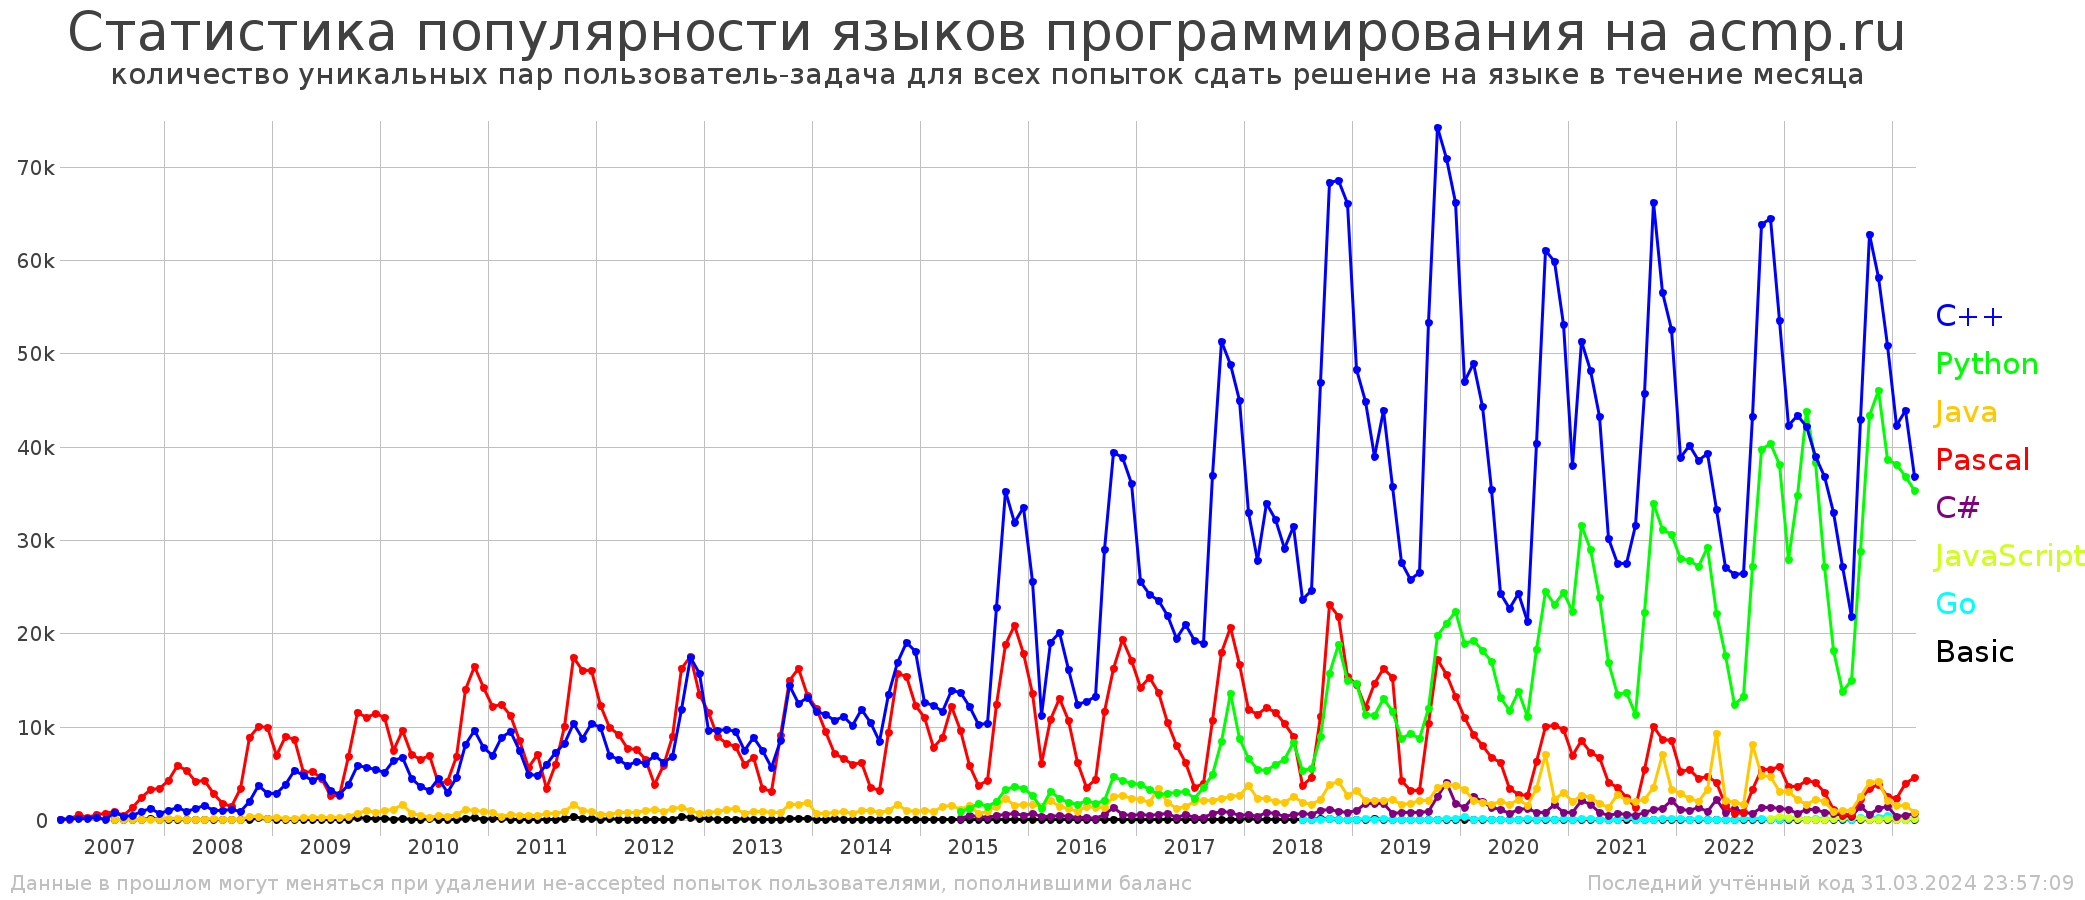 Статистика популярности языков программирования на acmp.ru
количество уникальных пар пользователь-задача для всех попыток сдать решение на языке в течение месяца
70k
60k
50k
40k
30k
20k
10k
0
C++
Python
Java
Pascal
C#
JavaScript
Go
Basic
2007 2008 2009 2010 2011 2012 2013 2014 2015 2016 2017 2018 2019 2020 2021 2022 2023
Данные в прошлом могут меняться при удалении не-accepted попыток пользователями, пополнившими баланс
Последний учтённый код 31.03.2024 23:57:09